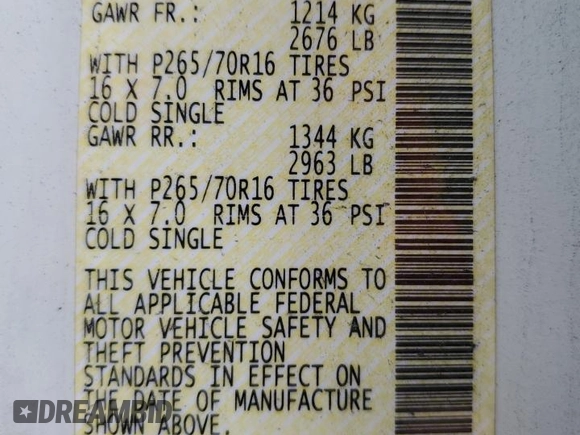 GAWR FR.: 1214 KG
2676 LB
WITH P265/70R16 TIRES
16 X 7.0 RIMS AT 36 PSI
COLD SINGLE
GAWR RR.: 1344 KG
2963 LB
WITH P265/70R16 TIRES
16 X 7.0 RIMS AT 36 PSI
COLD SINGLE
THIS VEHICLE CONFORMS TO
ALL APPLICABLE FEDERAL
MOTOR VEHICLE SAFETY AND
THEFT PREVENTION
STANDARDS IN EFFECT ON
THE DATE OF MANUFACTURE
SHOWN ABOVE.
DREAMBID